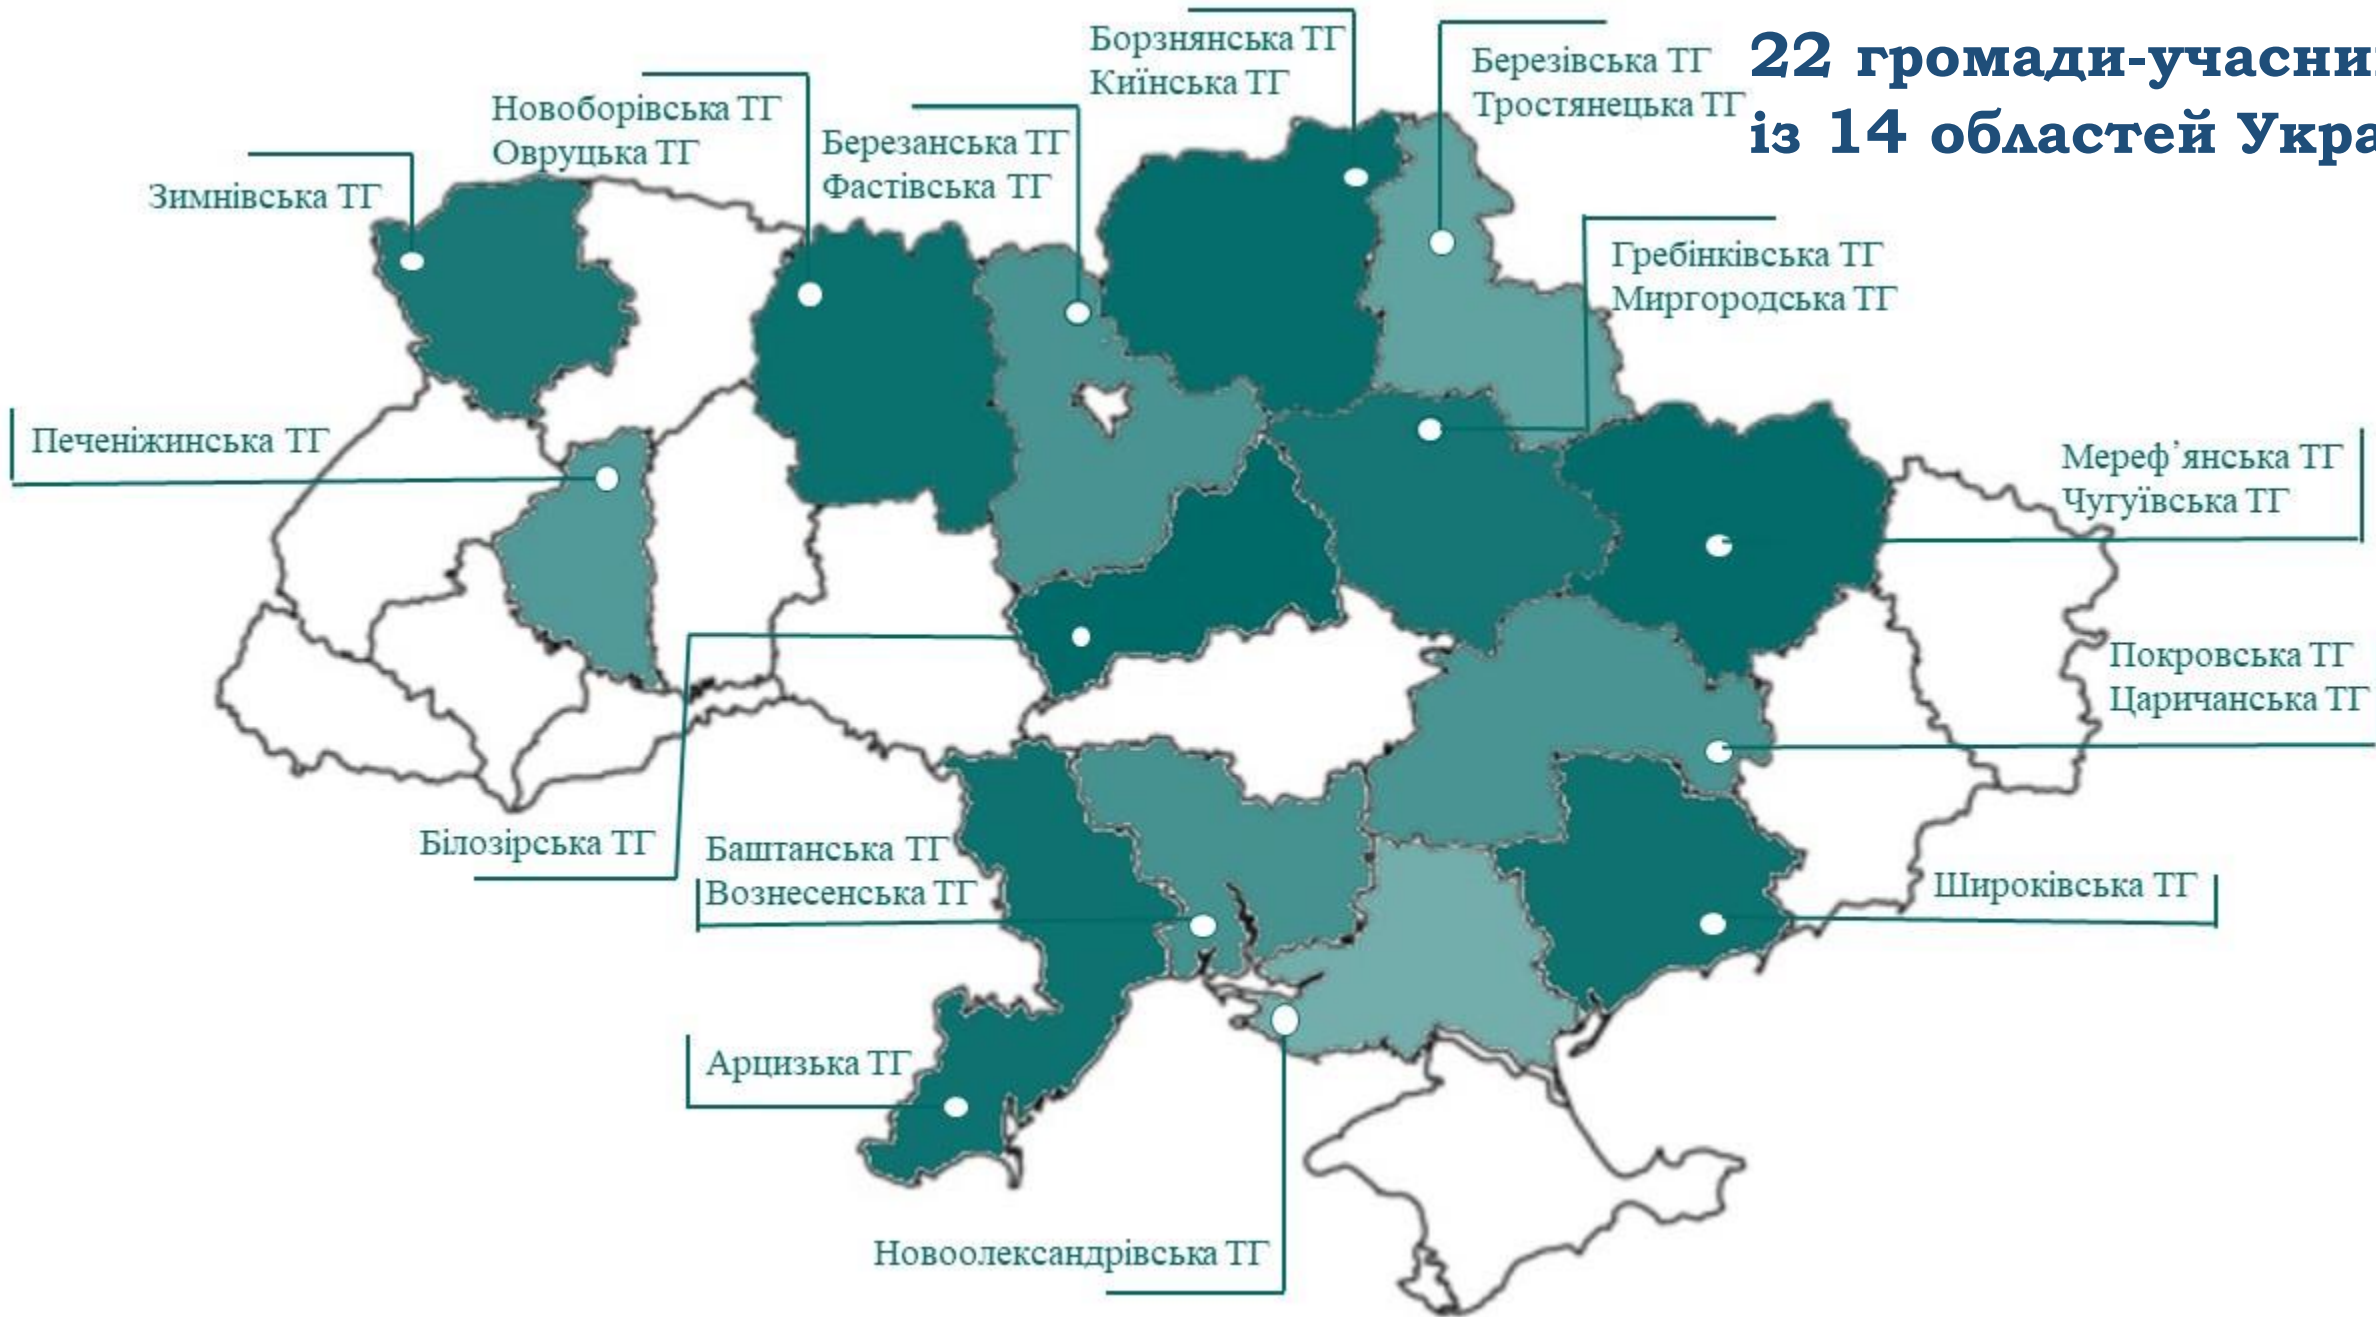 22 громади-учасни
із 14 областей Укра
Борзнянська ТГ
Київнська ТГ
Березівська ТГ
Тростянецька ТГ
Новоборівська ТГ
Овруцька ТГ
Березанська ТГ
Фастівська ТГ
Зимнівська ТГ
Гребінківська ТГ
Миргородська ТГ
Печеніжинська ТГ
Мереф’янська ТГ
Чугуївська ТГ
Покровська ТГ
Царичанська ТГ
Білозірська ТГ
Баштанська ТГ
Вознесенська ТГ
Широківська ТГ
Арцизька ТГ
Новоолександрівська ТГ